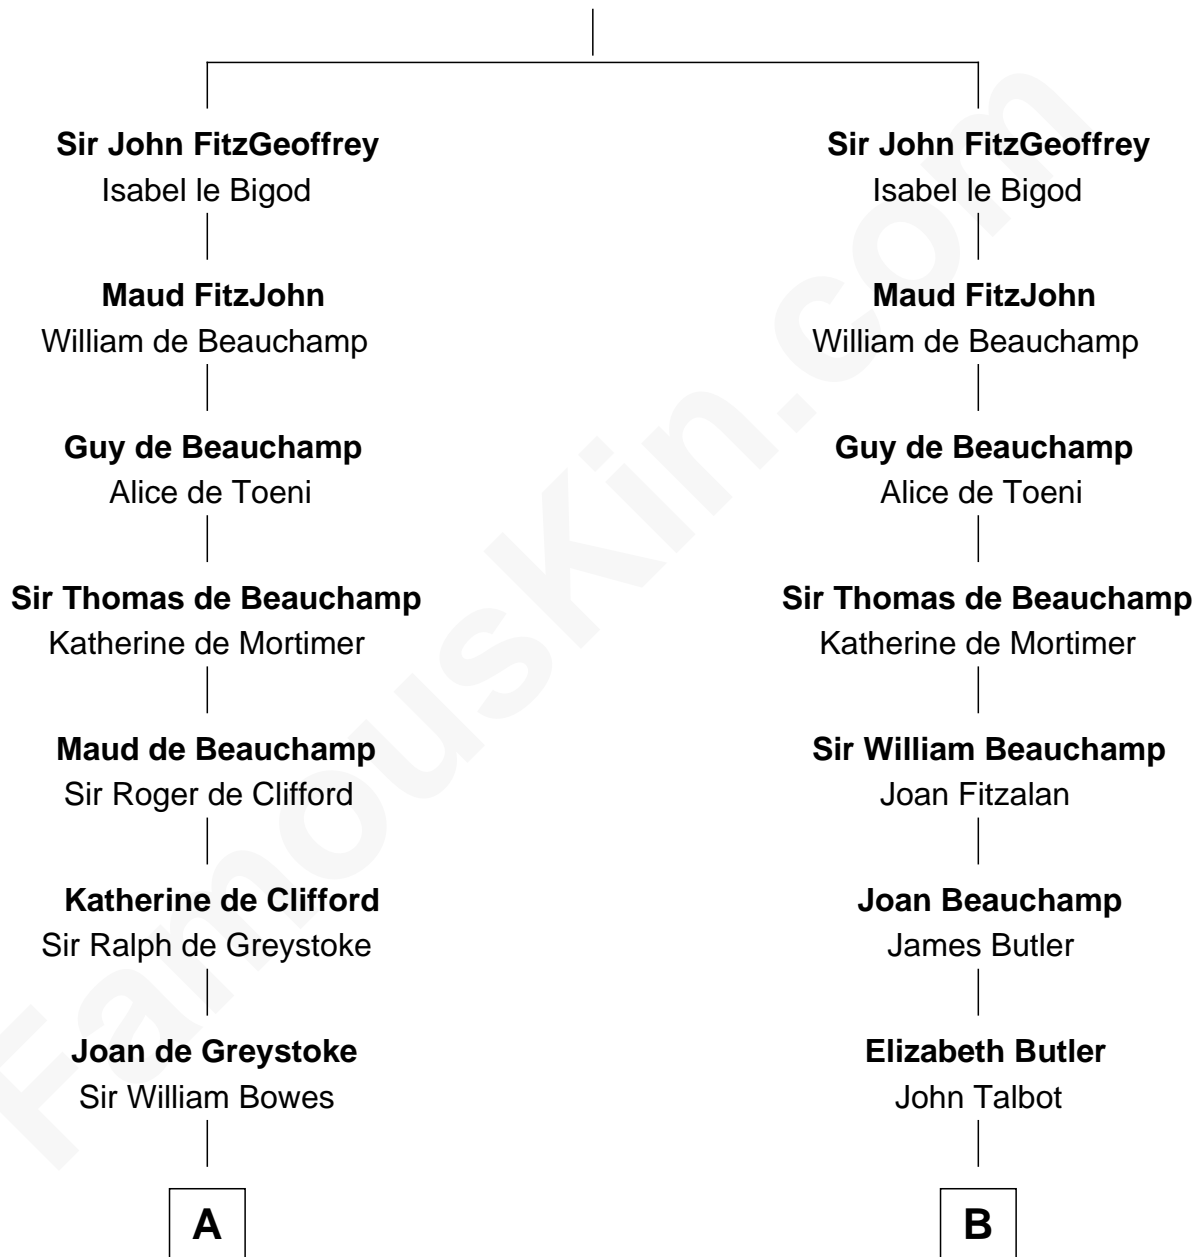 Sir John FitzGeoffrey
Isabel le Bigod
Maud FitzJohn
William de Beauchamp
Guy de Beauchamp
Alice de Toeni
Sir Thomas de Beauchamp
Katherine de Mortimer
Maud de Beauchamp
Sir Roger de Clifford
Katherine de Clifford
Sir Ralph de Greystoke
Joan de Greystoke
Sir William Bowes
A
Sir John FitzGeoffrey
Isabel le Bigod
Maud FitzJohn
William de Beauchamp
Guy de Beauchamp
Alice de Toeni
Sir Thomas de Beauchamp
Katherine de Mortimer
Sir William Beauchamp
Joan Fitzalan
Joan Beauchamp
James Butler
Elizabeth Butler
John Talbot
B
FamousKin.com